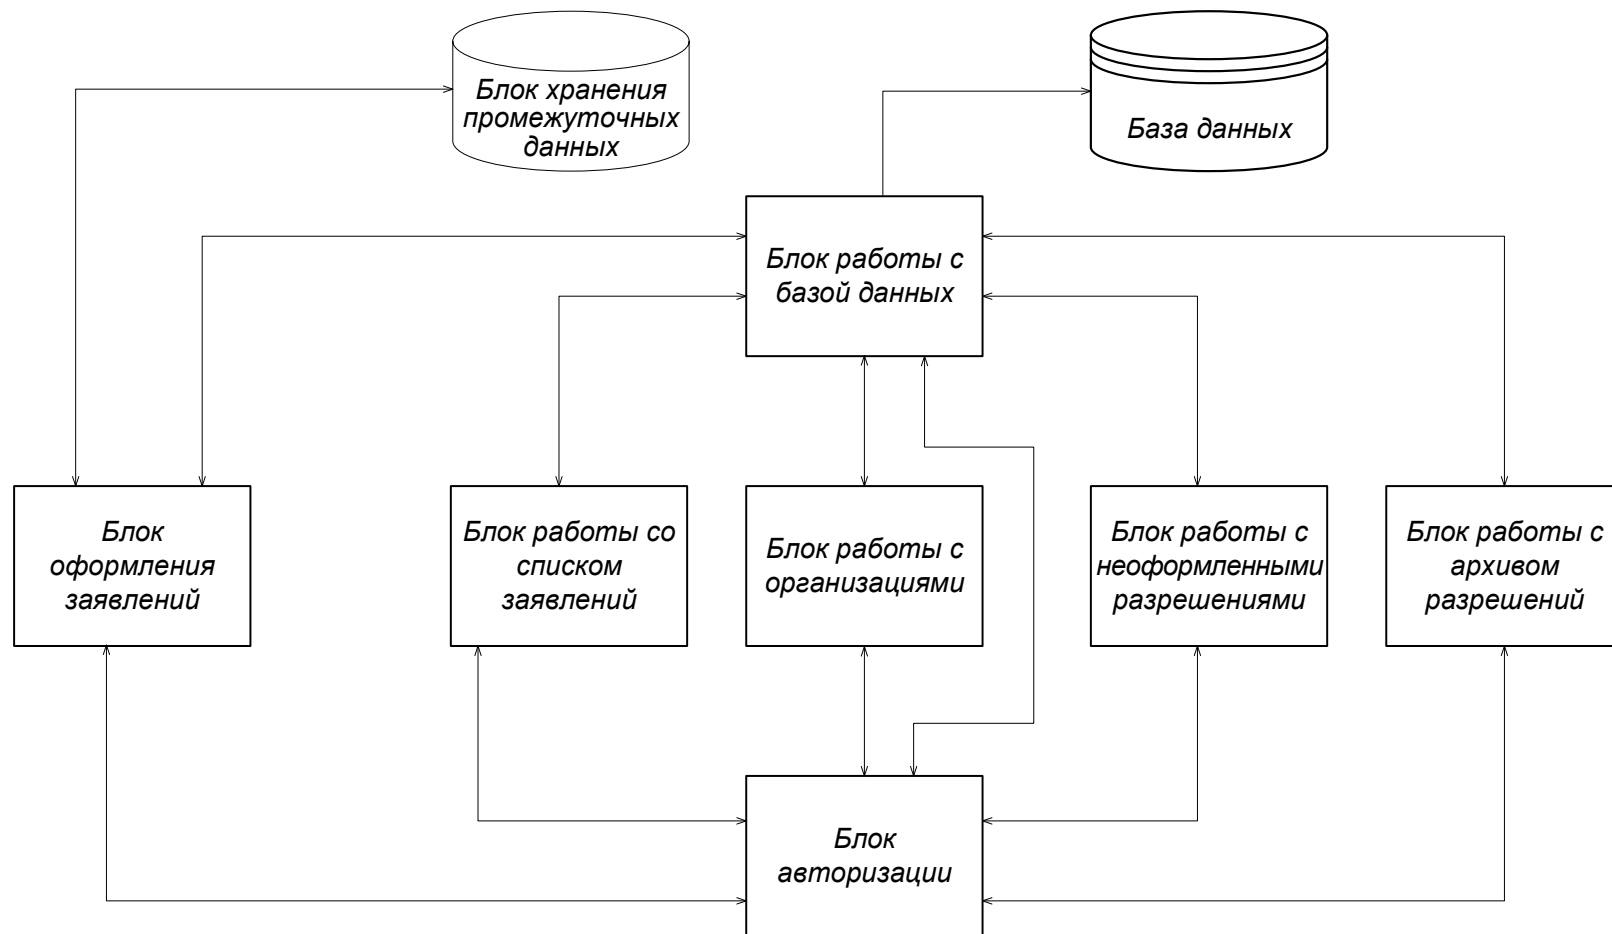 Блок хранения
промежуточных
данных
База данных
Блок работы с
базой данных
Блок
оформления
заявлений
Блок работы со
списком
заявлений
Блок работы с
организациями
Блок работы с
неоформленными
разрешениями
Блок работы с
архивом
разрешений
Блок
авторизации